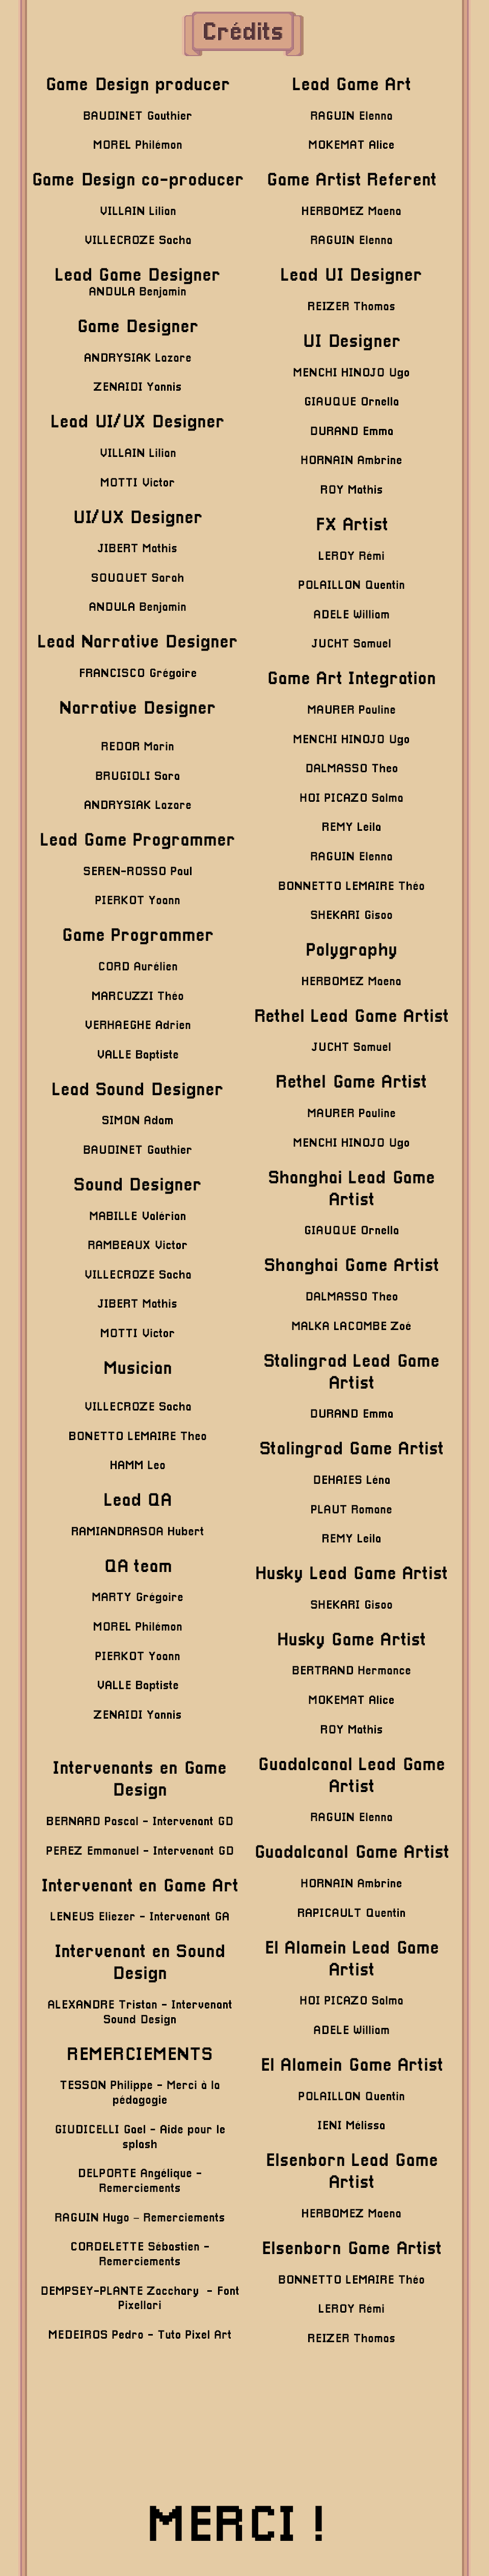 Crédits
Game Design producer
BAUDINET Gauthier
MOREL Philémon
Game Design co-producer
VILLAIN Lilian
VILLECROZE Sacha
Lead Game Designer
ANDULA Benjamin
Game Designer
ANDRYSIAK Lazare
ZENAIDI Yannis
Lead UI/UX Designer
VILLAIN Lilian
MOTTI Victor
UI/UX Designer
JIBERT Mathis
SOUQUET Sarah
ANDULA Benjamin
Lead Narrative Designer
FRANCISCO Grégoire
Narrative Designer
REDOR Marin
BRUGIOLI Sara
ANDRYSIAK Lazare
Lead Game Programmer
SEREN-ROSSO Paul
PIERKOT Yoann
Game Programmer
CORD Aurélien
MARCUZZI Théo
VERHAEGHE Adrien
VALLE Baptiste
Lead Sound Designer
SIMON Adam
BAUDINET Gauthier
Sound Designer
MABILLE Valérian
RAMBEAUX Victor
VILLECROZE Sacha
JIBERT Mathis
MOTTI Victor
Musician
VILLECROZE Sacha
BONETTO LEMAIRE Theo
HAMM Leo
Lead QA
RAMIANDRASOA Hubert
QA team
MARTY Grégoire
MOREL Philémon
PIERKOT Yoann
VALLE Baptiste
ZENAIDI Yannis
Intervenants en Game
Design
BERNARD Pascal - Intervenant GD
PEREZ Emmanuel - Intervenant GD
Intervenant en Game Art
LENEUS Eliezer - Intervenant GA
Intervenant en Sound
Design
ALEXANDRE Tristan - Intervenant
Sound Design
REMERCIEMENTS
TESSON Philippe - Merci à la
pédagogie
GIUDICELLI Gael - Aide pour le
splash
DELPORTE Angélique -
Remerciements
RAGUIN Hugo – Remerciements
CORDELETTE Sébastien -
Remerciements
DEMPSEY-PLANTE Zacchary - Font
Pixellari
MEDEIROS Pedro - Tuto Pixel Art
Lead Game Art
RAGUIN Elenna
MOKEMAT Alice
Game Artist Referent
HERBOMEZ Maena
RAGUIN Elenna
Lead UI Designer
REIZER Thomas
UI Designer
MENCHI HINOJO Ugo
GIAUQUE Ornella
DURAND Emma
HORNAIN Ambrine
ROY Mathis
FX Artist
LEROY Rémi
POLAILLON Quentin
ADELE William
JUCHT Samuel
Game Art Integration
MAURER Pauline
MENCHI HINOJO Ugo
DALMASSO Theo
HOI PICAZO Salma
REMY Leila
RAGUIN Elenna
BONNETTO LEMAIRE Théo
SHEKARI Gisoo
Polygraphy
HERBOMEZ Maena
Rethel Lead Game Artist
JUCHT Samuel
Rethel Game Artist
MAURER Pauline
MENCHI HINOJO Ugo
Shanghai Lead Game
Artist
GIAUQUE Ornella
Shanghai Game Artist
DALMASSO Theo
MALKA LACOMBE Zoé
Stalingrad Lead Game
Artist
DURAND Emma
Stalingrad Game Artist
DEHAIES Léna
PLAUT Romane
REMY Leila
Husky Lead Game Artist
SHEKARI Gisoo
Husky Game Artist
BERTRAND Hermance
MOKEMAT Alice
ROY Mathis
Guadalcanal Lead Game
Artist
RAGUIN Elenna
Guadalcanal Game Artist
HORNAIN Ambrine
RAPICAULT Quentin
El Alamein Lead Game
Artist
HOI PICAZO Salma
ADELE William
El Alamein Game Artist
POLAILLON Quentin
IENI Mélissa
Elsenborn Lead Game
Artist
HERBOMEZ Maena
Elsenborn Game Artist
BONNETTO LEMAIRE Théo
LEROY Rémi
REIZER Thomas
MERCI !